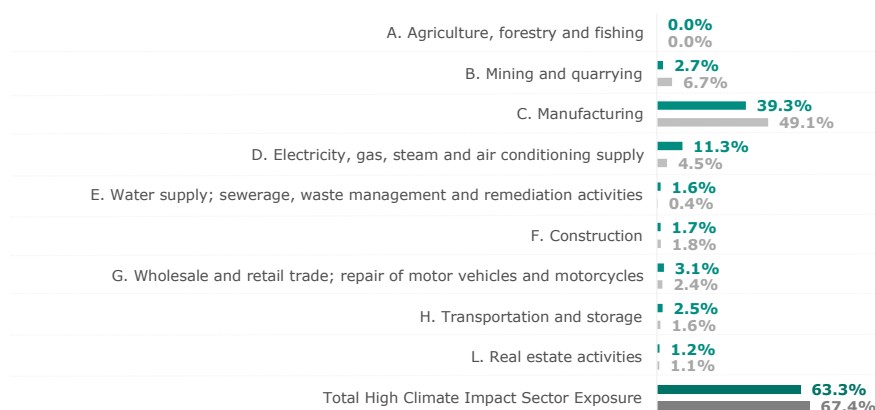 A. Agriculture, forestry and fishing
0.0%
0.0%
B. Mining and quarrying
2.7%
6.7%
C. Manufacturing
39.3%
49.1%
D. Electricity, gas, steam and air conditioning supply
11.3%
4.5%
E. Water supply; sewerage, waste management and remediation activities
1.6%
0.4%
F. Construction
1.7%
1.8%
G. Wholesale and retail trade; repair of motor vehicles and motorcycles
3.1%
2.4%
H. Transportation and storage
2.5%
1.6%
L. Real estate activities
1.2%
1.1%
Total High Climate Impact Sector Exposure
63.3%
67.4%